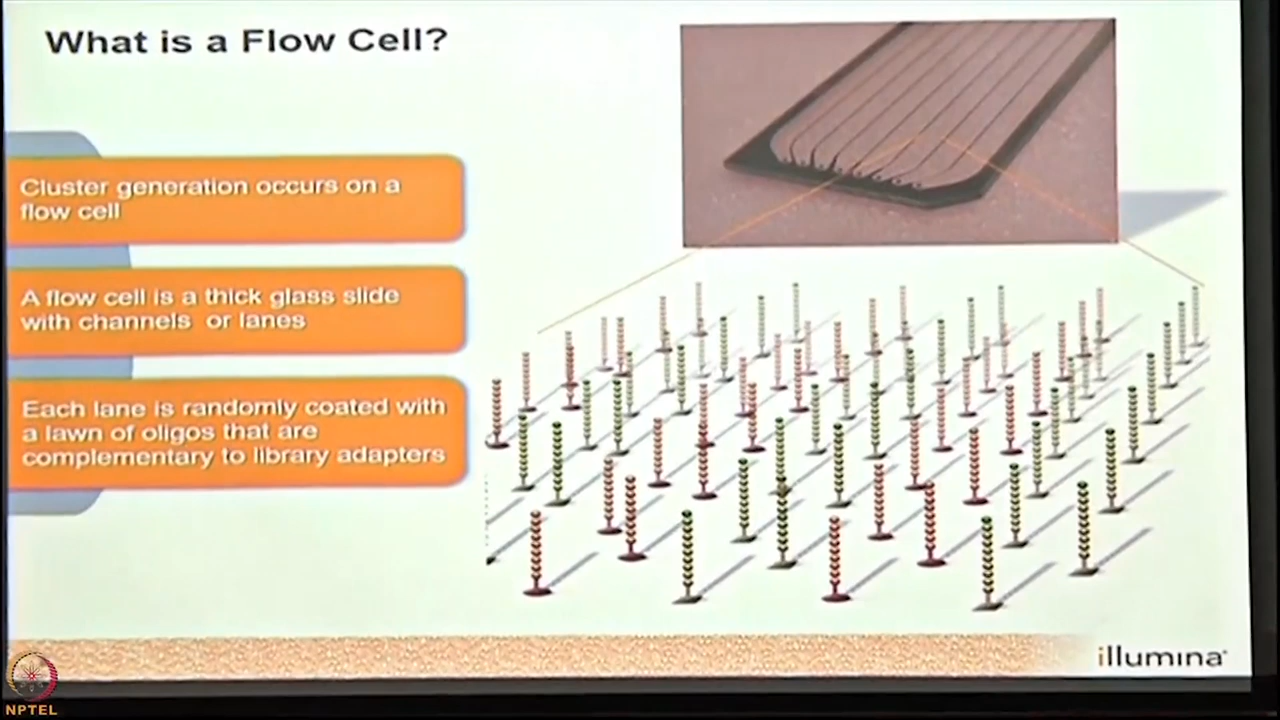 What is a Flow Cell?
Cluster generation occurs on a
flow cell
A flow cell is a thick glass slide
with channels or lanes
Each lane is randomly coated with
a lawn of oligos that are
complementary to library adapters
illumina
NPTEL